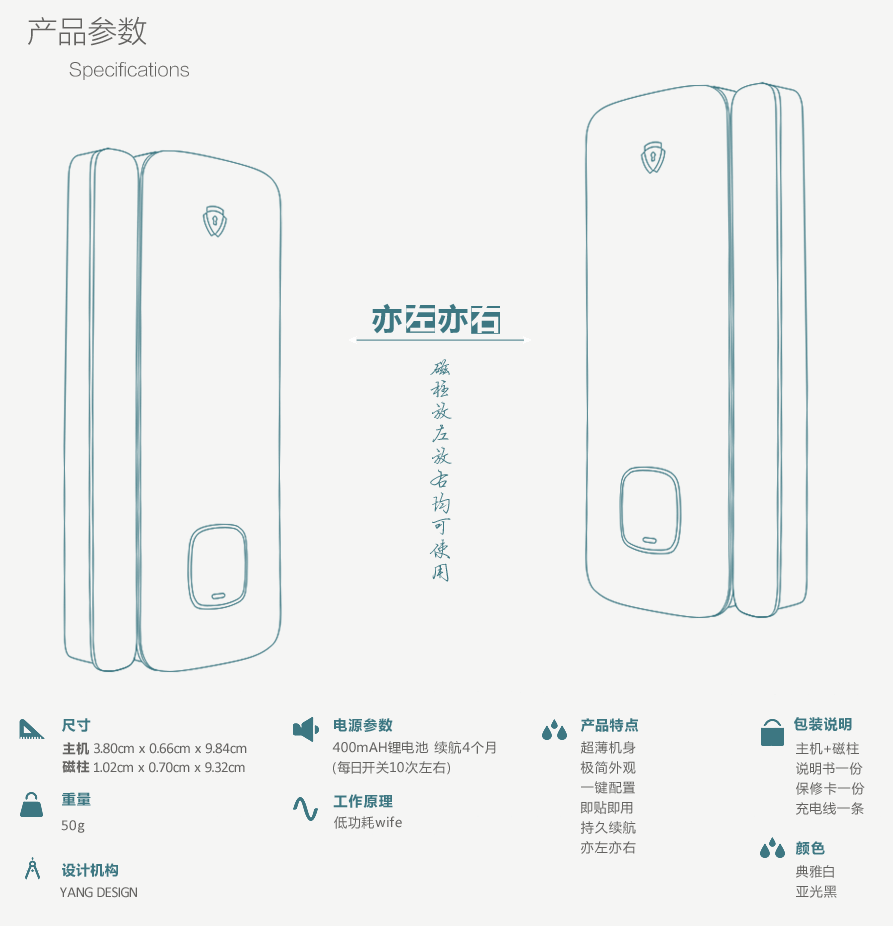 产品参数
Specifications
亦左亦右
磁柱放左放右均可使用
尺寸
主机 3.80cm x 0.66cm x 9.84cm
磁柱 1.02cm x 0.70cm x 9.32cm
重量
50g
设计机构
YANG DESIGN
电源参数
400mAH锂电池 续航4个月
(每日开关10次左右)
工作原理
低功耗wife
产品特点
超薄机身
极简外观
一键配置
即贴即用
持久续航
亦左亦右
包装说明
主机+磁柱
说明书一份
保修卡一份
充电线一条
颜色
典雅白
亚光黑